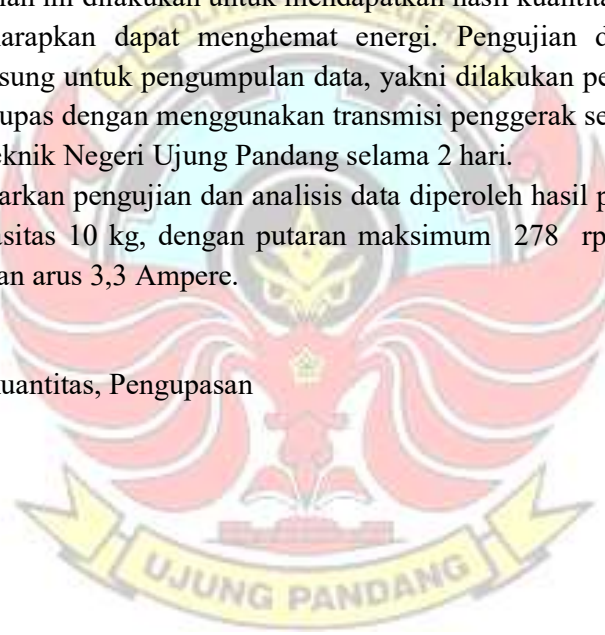 ian ini dilakukan untuk mendapatkan hasil kuantita
harapkan dapat menghemat energi. Pengujian d
sung untuk pengumpulan data, yakni dilakukan pe
upas dengan menggunakan transmisi penggerak se
eknik Negeri Ujung Pandang selama 2 hari.
arkan pengujian dan analisis data diperoleh hasil p
asitas 10 kg, dengan putaran maksimum 278 rp
an arus 3,3 Ampere.
uantitas, Pengupasan
UJUNG PANDANG